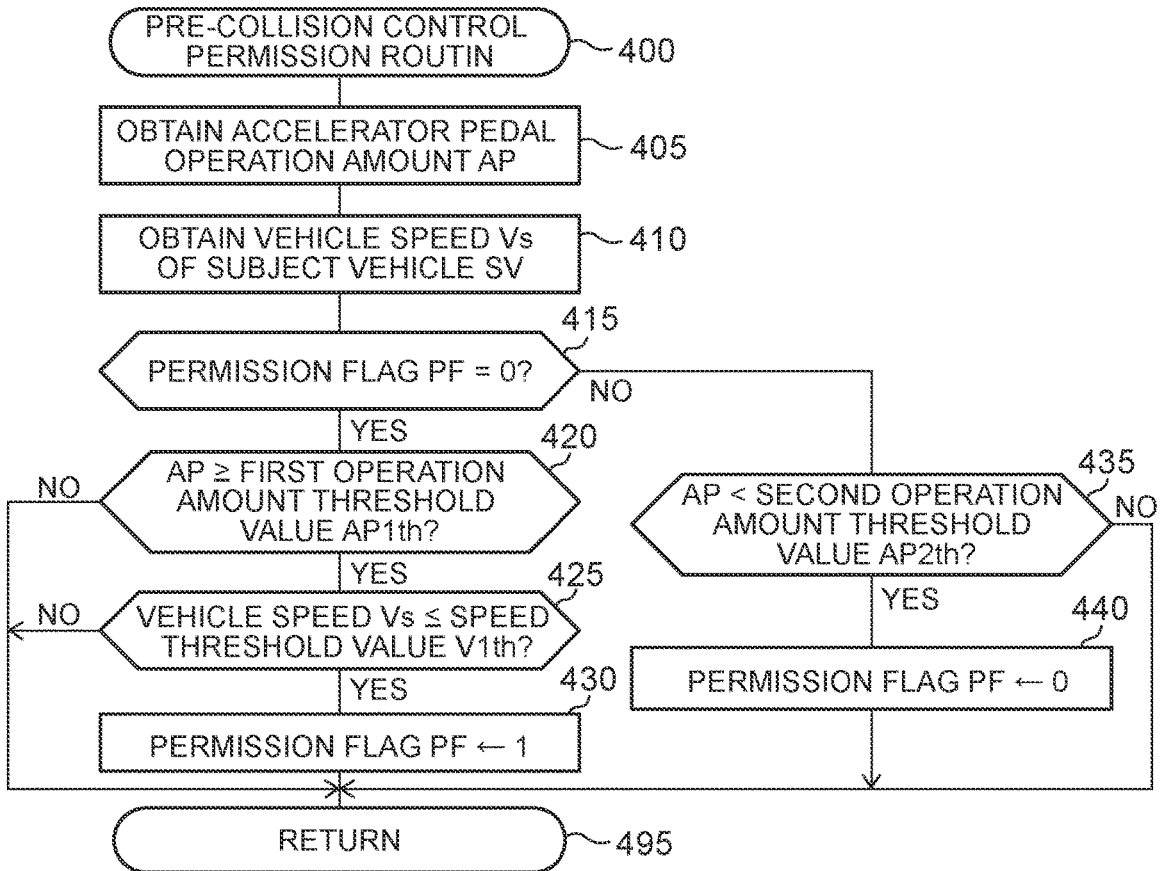 PRE-COLLISION CONTROL
PERMISSION ROUTIN
400
OBTAIN ACCELERATOR PEDAL
OPERATION AMOUNT AP
405
OBTAIN VEHICLE SPEED Vs
OF SUBJECT VEHICLE SV
410
415
PERMISSION FLAG PF = 0?
NO
YES
420
AP ≥ FIRST OPERATION
AMOUNT THRESHOLD
VALUE AP1th?
NO
YES
425
VEHICLE SPEED Vs ≤ SPEED
THRESHOLD VALUE V1th?
NO
YES
430
PERMISSION FLAG PF ← 1
435
AP < SECOND OPERATION
AMOUNT THRESHOLD
VALUE AP2th?
NO
YES
440
PERMISSION FLAG PF ← 0
RETURN
495